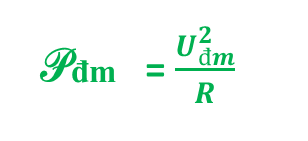 𝒫đm = U²đm / R